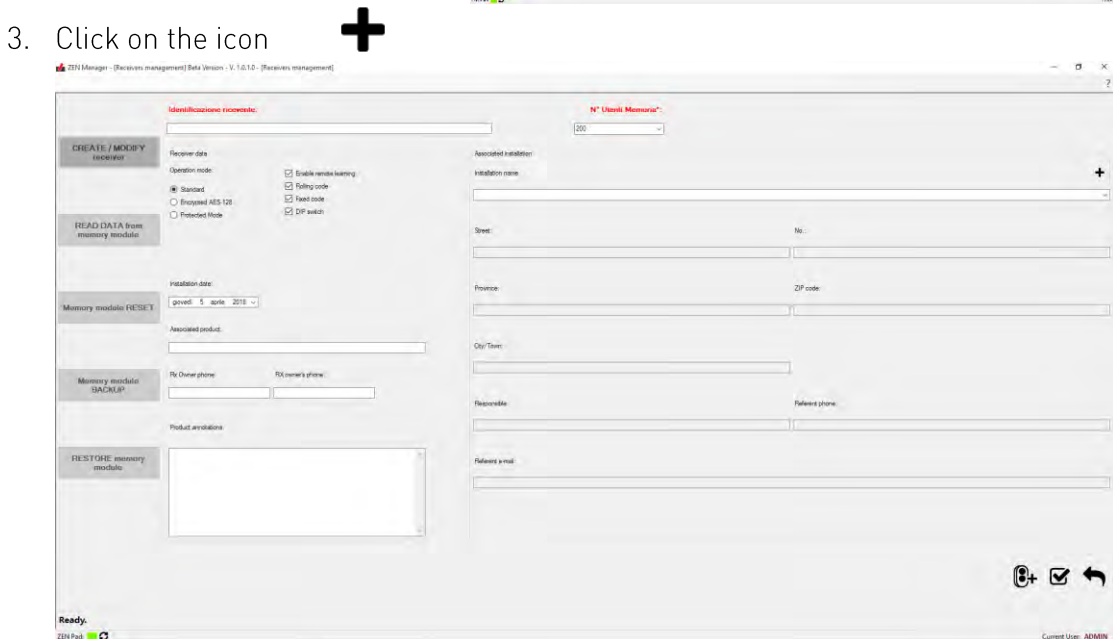 3. Click on the icon
ZEN Manager - [Receivers management] Beta Version - V. 1.0.1.0 - [Receivers management]
?
Identificazione ricevente:
N° Utenti Memoria*:
200
CREATE / MODIFY
receiver
Receiver data
Associated installation
Operation mode:
Enable remote learning
Installation name:
Standard
Rolling code
Encrypted AES-128
Fixed code
Protected Mode
DIP switch
READ DATA from
memory module
Street:
No.:
Installation date:
Province:
ZIP code:
giovedì 5 aprile 2018
Memory module RESET
Associated product:
City/Town:
Memory module
BACKUP
Rx Owner phone:
RX owner's phone:
Responsible:
Referent phone:
Product annotations:
RESTORE memory
module
Referent e-mail:
Ready.
ZEN Pad:
Current User: ADMIN